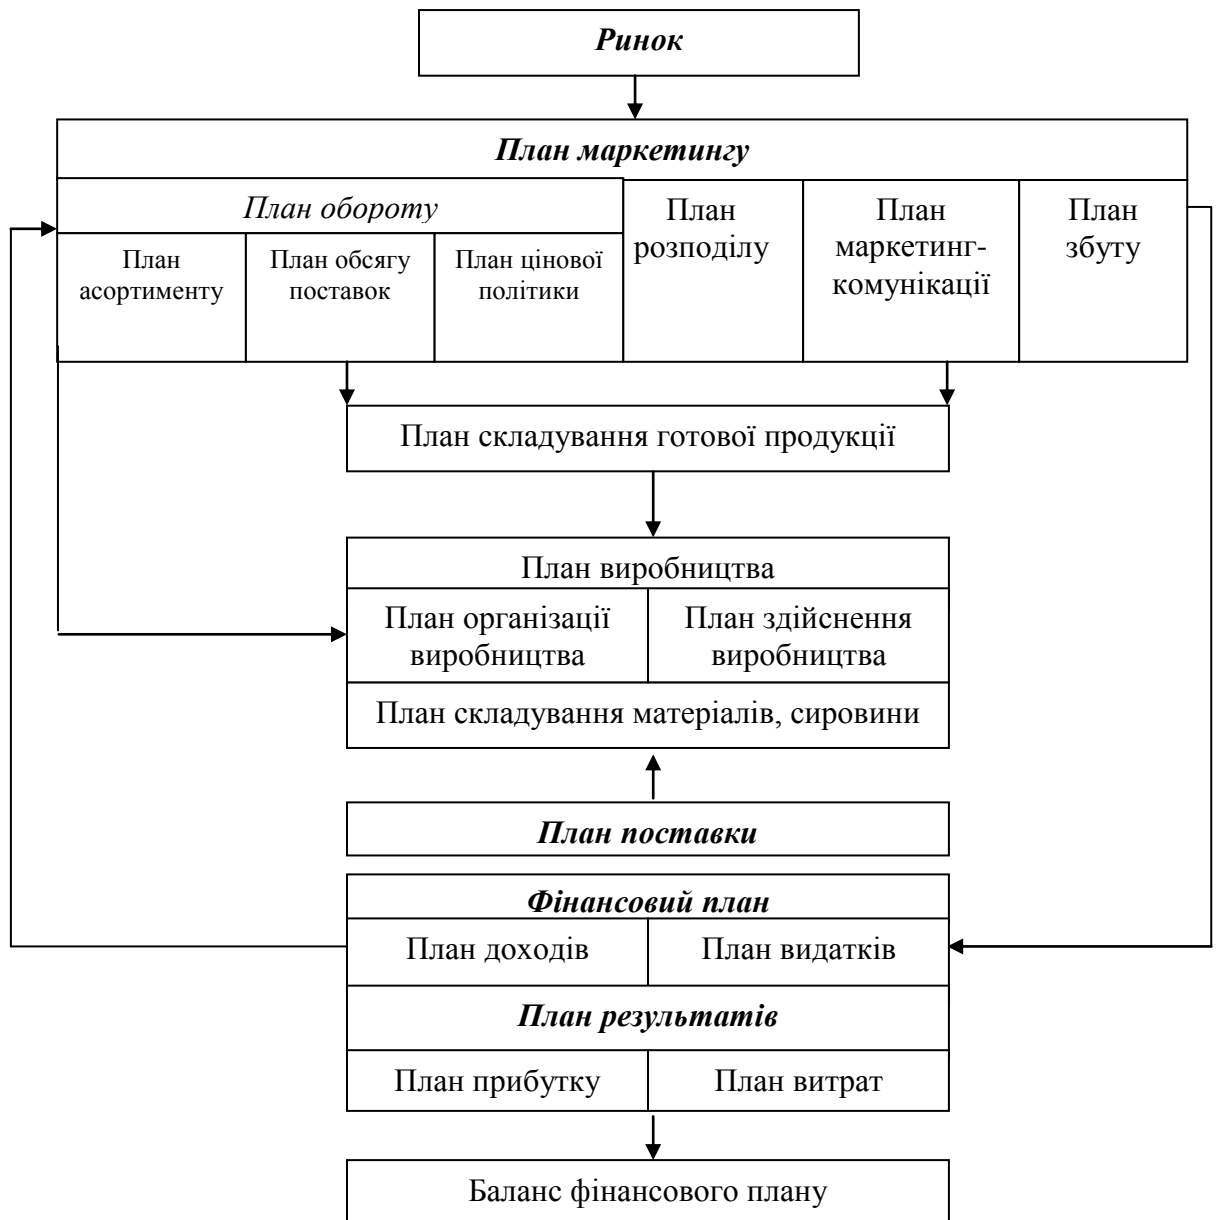 Ринок
План маркетингу
План обороту
План
асортименту
План обсягу
поставок
План цінової
політики
План
розподілу
План
маркетинг-
комунікації
План
збуту
План складування готової продукції
План виробництва
План організації
виробництва
План здійснення
виробництва
План складування матеріалів, сировини
План поставки
Фінансовий план
План доходів
План видатків
План результатів
План прибутку
План витрат
Баланс фінансового плану